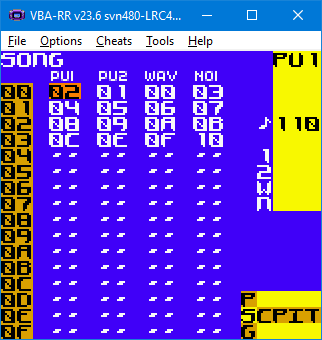 VBA-RR v23.6 svn480-LRC4...
File Options Cheats Tools Help
SONG PU1
PU1 PU2 WAV NOI
00 02 01 00 03
01 04 05 06 07
02 08 09 0A 0B ♪ 110
03 0C 0E 0F 10
04 -- -- -- -- 1
05 -- -- -- -- 2
06 -- -- -- -- W
07 -- -- -- -- N
08 -- -- -- --
09 -- -- -- --
0A -- -- -- --
0B -- -- -- --
0C -- -- -- --
0D -- -- -- -- P
0E -- -- -- -- SCPIT
0F -- -- -- -- G